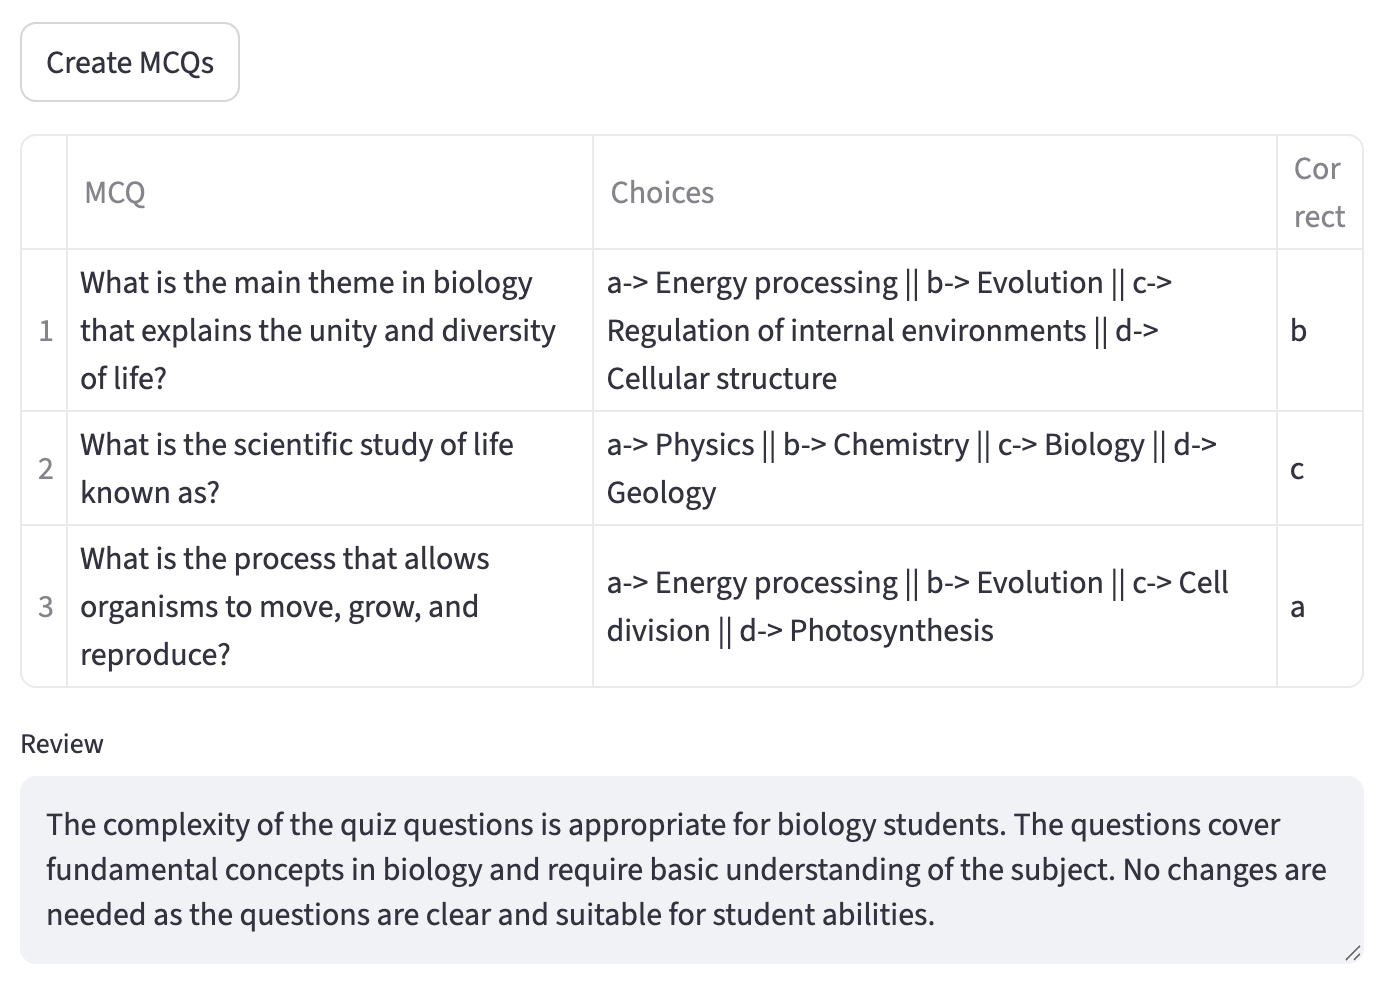 Create MCQs
MCQ
Choices
Cor
rect
1
What is the main theme in biology
that explains the unity and diversity
of life?
a-> Energy processing || b-> Evolution || c->
Regulation of internal environments || d->
Cellular structure
b
2
What is the scientific study of life
known as?
a-> Physics || b-> Chemistry || c-> Biology || d->
Geology
c
3
What is the process that allows
organisms to move, grow, and
reproduce?
a-> Energy processing || b-> Evolution || c-> Cell
division || d-> Photosynthesis
a
Review
The complexity of the quiz questions is appropriate for biology students. The questions cover
fundamental concepts in biology and require basic understanding of the subject. No changes are
needed as the questions are clear and suitable for student abilities.